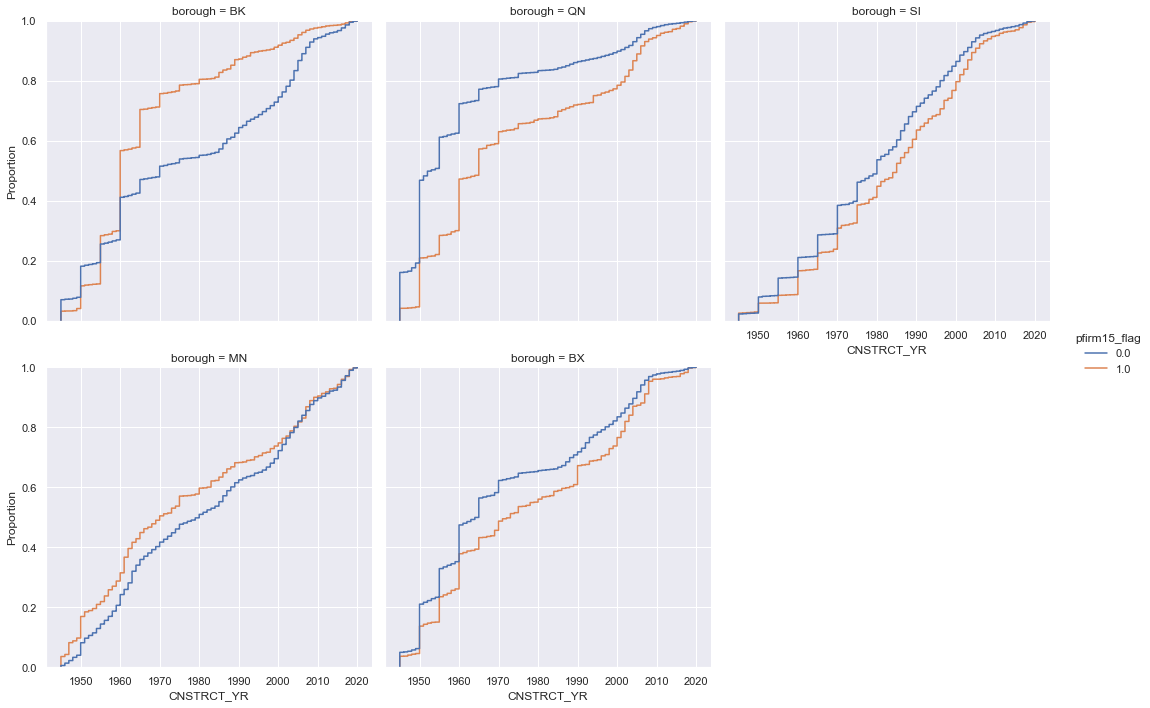 borough = BK
borough = QN
borough = SI
1.0
0.8
0.6
0.4
0.2
0.0
Proportion
1950 1960 1970 1980 1990 2000 2010 2020
CNSTRCT_YR
pfirm15_flag
0.0
1.0
borough = MN
borough = BX
1.0
0.8
0.6
0.4
0.2
0.0
Proportion
1950 1960 1970 1980 1990 2000 2010 2020
CNSTRCT_YR
1950 1960 1970 1980 1990 2000 2010 2020
CNSTRCT_YR